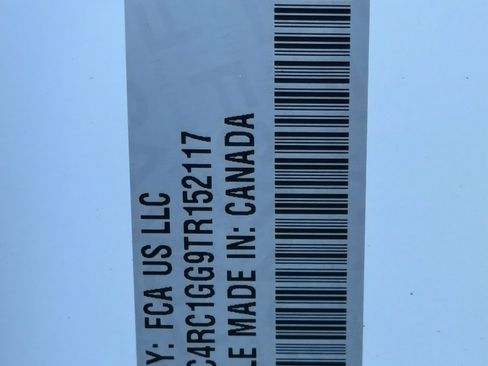 Y: FCA US LLC
C4RC1GG9TR152117
LE MADE IN: CANADA